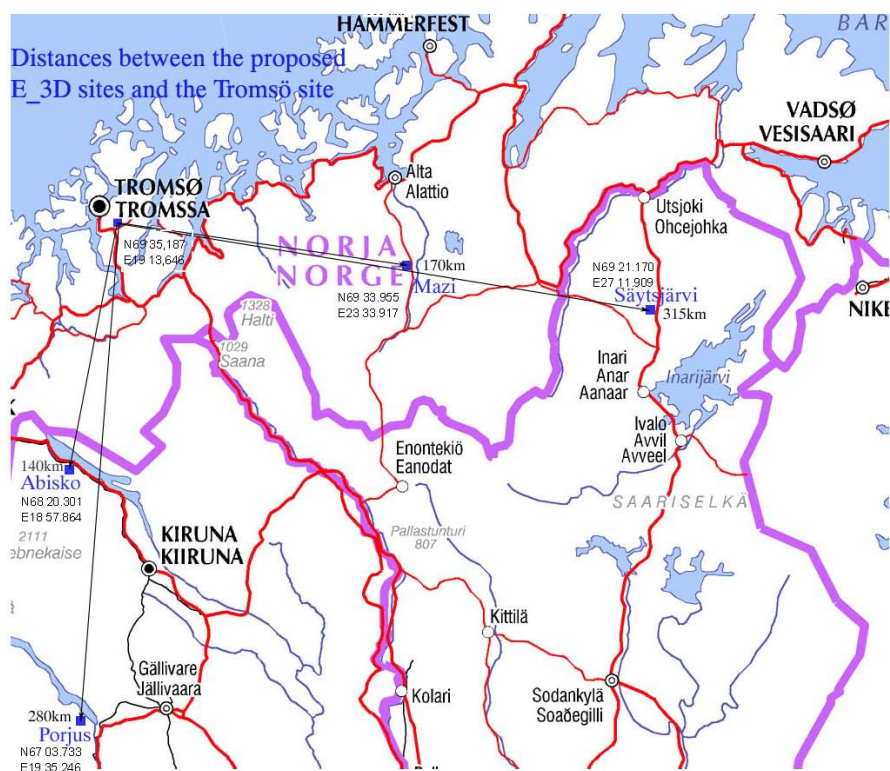 HAMMERFEST
BAR
Distances between the proposed
E_3D sites and the Tromsö site
VADSØ
VESISAARI
Alta
Alattio
TROMSØ
TROMSSA
Utsjoki
Ohcejohka
N69 35,187
E19 13,646
NORJA
NORGE
170km
Mazi
N69 33.955
E23 33.917
N69 21.170
E27 11.909
Säytsjärvi
315km
NIKE
1328
Halti
1029
Saana
Inari
Anar
Aanaar
Inarijärvi
Ivalo
Avvil
Avveel
K
Enontekiö
Eanodat
140km
Abisko
N68 20.301
E18 57.864
SAARISELKÄ
2111
ebnekaise
KIRUNA
KIIRUNA
Pallastunturi
807
Kittilä
Gällivare
Jällivaara
Kolari
Sodankylä
Soađegilli
280km
Porjus
N67 03.733
E19 35.246